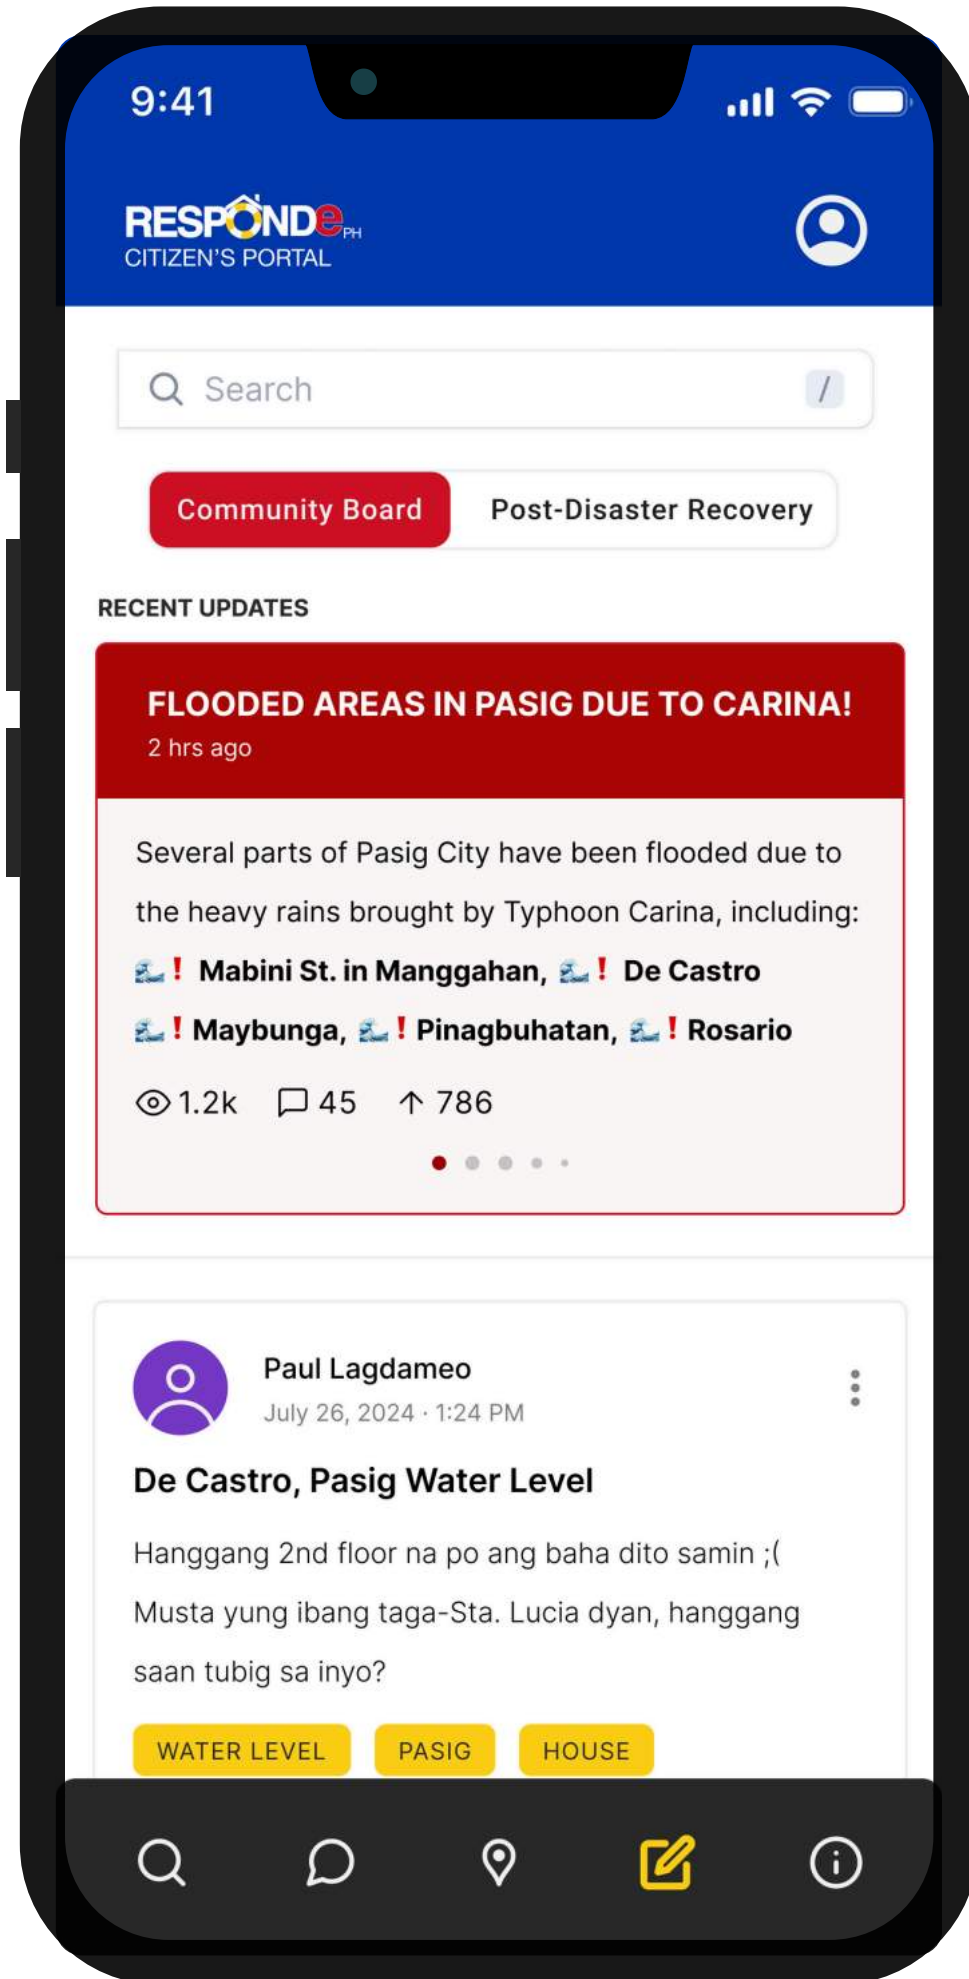 9:41
RESPONDe PH
CITIZEN'S PORTAL
Search /
Community Board Post-Disaster Recovery
RECENT UPDATES
FLOODED AREAS IN PASIG DUE TO CARINA!
2 hrs ago
Several parts of Pasig City have been flooded due to
the heavy rains brought by Typhoon Carina, including:
🌊❗ Mabini St. in Manggahan, 🌊❗ De Castro
🌊❗ Maybunga, 🌊❗ Pinagbuhatan, 🌊❗ Rosario
1.2k 45 786
Paul Lagdameo
July 26, 2024 · 1:24 PM
De Castro, Pasig Water Level
Hanggang 2nd floor na po ang baha dito samin ;(
Musta yung ibang taga-Sta. Lucia dyan, hanggang
saan tubig sa inyo?
WATER LEVEL PASIG HOUSE